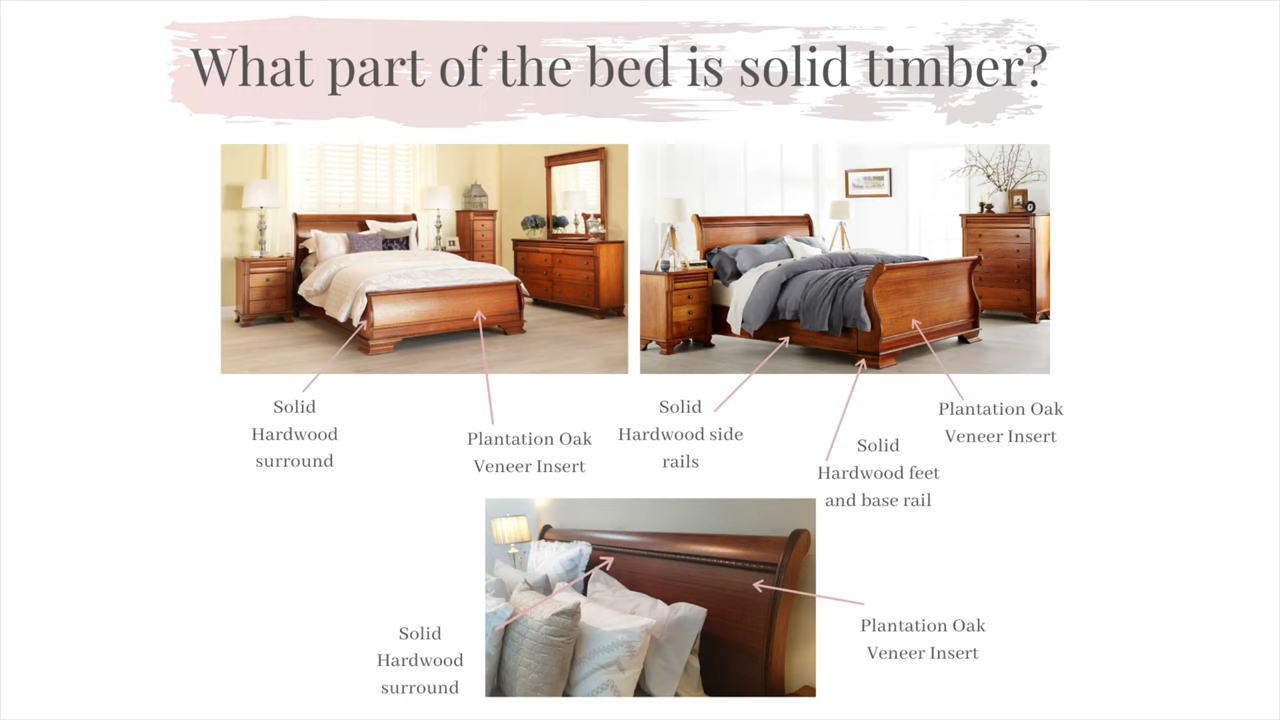 What part of the bed is solid timber?
Solid
Hardwood
surround
Plantation Oak
Veneer Insert
Solid
Hardwood side
rails
Solid
Hardwood feet
and base rail
Plantation Oak
Veneer Insert
Solid
Hardwood
surround
Plantation Oak
Veneer Insert